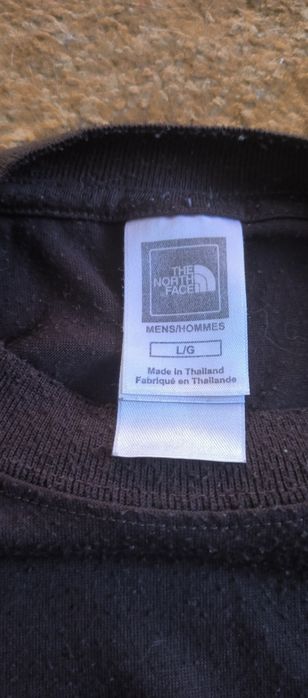 THE
NORTH
FACE
MENS/HOMMES
L/G
Made in Thailand
Fabriqué en Thaïlande